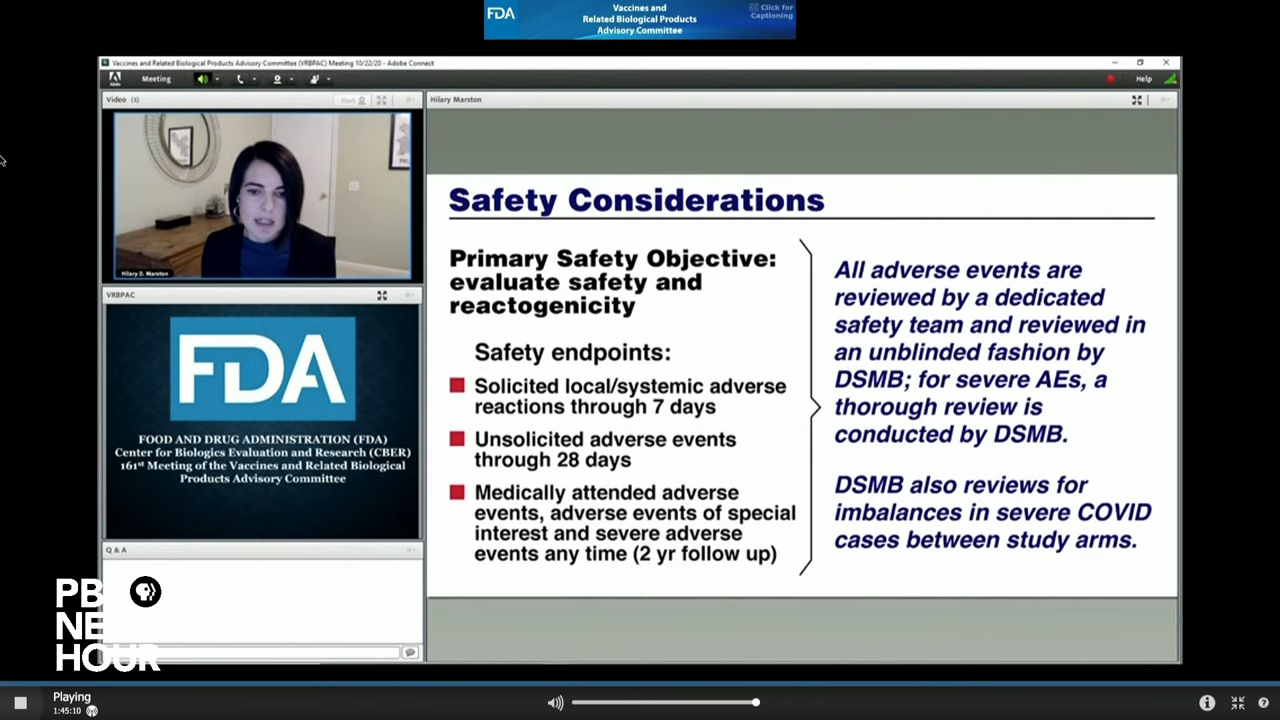 FDA
Vaccines and
Related Biological Products
Advisory Committee
Click for
Captioning
Vaccines and Related Biological Products Advisory Committee (VRBPAC) Meeting 10/22/20 - Adobe Connect
Meeting
Help
Video (1)
Start
Hilary D. Marston
VRBPAC
FDA
FOOD AND DRUG ADMINISTRATION (FDA)
Center for Biologics Evaluation and Research (CBER)
161st Meeting of the Vaccines and Related Biological
Products Advisory Committee
Q & A
Hilary Marston
Safety Considerations
Primary Safety Objective:
evaluate safety and
reactogenicity
Safety endpoints:
Solicited local/systemic adverse
reactions through 7 days
Unsolicited adverse events
through 28 days
Medically attended adverse
events, adverse events of special
interest and severe adverse
events any time (2 yr follow up)
All adverse events are
reviewed by a dedicated
safety team and reviewed in
an unblinded fashion by
DSMB; for severe AEs, a
thorough review is
conducted by DSMB.
DSMB also reviews for
imbalances in severe COVID
cases between study arms.
PBS
NEWS
HOUR
Playing
1:45:10